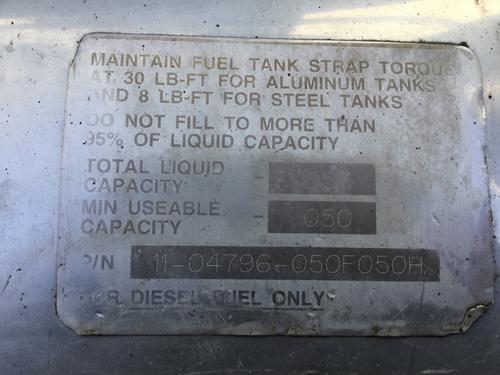 MAINTAIN FUEL TANK STRAP TORQUE
AT 30 LB-FT FOR ALUMINUM TANKS
AND 8 LB-FT FOR STEEL TANKS
DO NOT FILL TO MORE THAN
95% OF LIQUID CAPACITY
TOTAL LIQUID
CAPACITY - 057
MIN USEABLE
CAPACITY - 050
P/N 11-04796-050F050H
FOR DIESEL FUEL ONLY